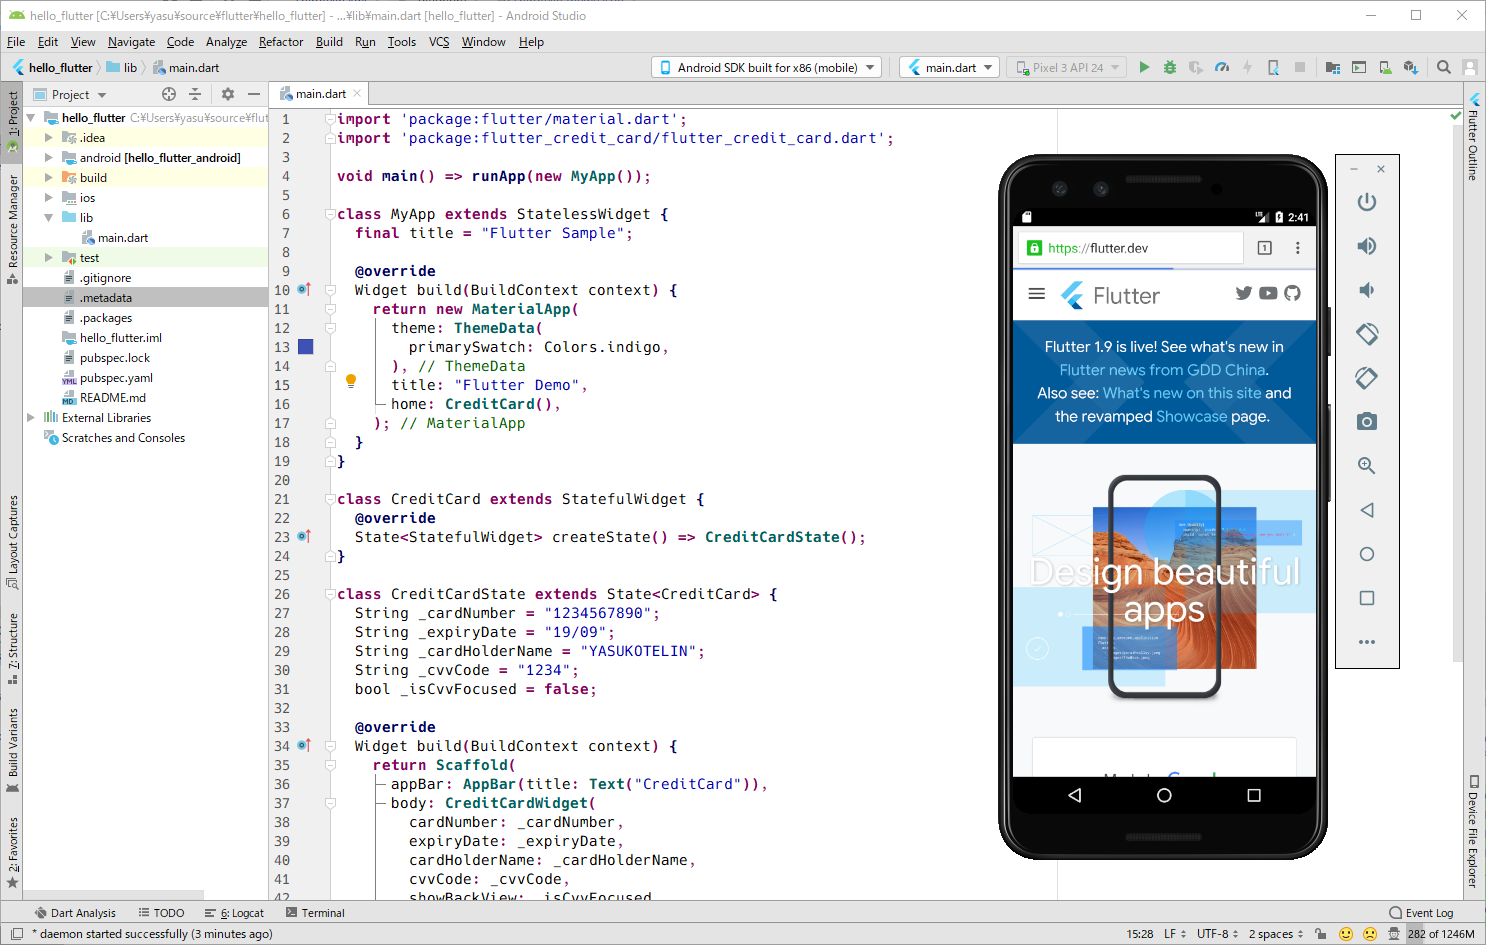 hello_flutter [C:¥Users¥yasu¥source¥flutter¥hello_flutter] - ...¥lib¥main.dart [hello_flutter] - Android Studio
File Edit View Navigate Code Analyze Refactor Build Run Tools VCS Window Help
hello_flutter lib main.dart
Android SDK built for x86 (mobile) main.dart Pixel 3 API 24
1: Project
Resource Manager
Layout Captures
7: Structure
Build Variants
2: Favorites
Project
hello_flutter C:¥Users¥yasu¥source¥flut
.idea
android [hello_flutter_android]
build
ios
lib
main.dart
test
.gitignore
.metadata
.packages
hello_flutter.iml
pubspec.lock
pubspec.yaml
README.md
External Libraries
Scratches and Consoles
main.dart
1 import 'package:flutter/material.dart';
2 import 'package:flutter_credit_card/flutter_credit_card.dart';
3
4 void main() => runApp(new MyApp());
5
6 class MyApp extends StatelessWidget {
7 final title = "Flutter Sample";
8
9 @override
10 Widget build(BuildContext context) {
11 return new MaterialApp(
12 theme: ThemeData(
13 primarySwatch: Colors.indigo,
14 ), // ThemeData
15 title: "Flutter Demo",
16 home: CreditCard(),
17 ); // MaterialApp
18 }
19 }
20
21 class CreditCard extends StatefulWidget {
22 @override
23 State<StatefulWidget> createState() => CreditCardState();
24 }
25
26 class CreditCardState extends State<CreditCard> {
27 String _cardNumber = "1234567890";
28 String _expiryDate = "19/09";
29 String _cardHolderName = "YASUKOTELIN";
30 String _cvvCode = "1234";
31 bool _isCvvFocused = false;
32
33 @override
34 Widget build(BuildContext context) {
35 return Scaffold(
36 appBar: AppBar(title: Text("CreditCard")),
37 body: CreditCardWidget(
38 cardNumber: _cardNumber,
39 expiryDate: _expiryDate,
40 cardHolderName: _cardHolderName,
41 cvvCode: _cvvCode,
42 showBackView: _isCvvFocused
LTE 2:41
https://flutter.dev 1
Flutter
Flutter 1.9 is live! See what's new in
Flutter news from GDD China.
Also see: What's new on this site and
the revamped Showcase page.
Design beautiful
apps
Flutter Outline
Device File Explorer
Dart Analysis TODO 6: Logcat Terminal Event Log
* daemon started successfully (3 minutes ago) 15:28 LF UTF-8 2 spaces 282 of 1246M